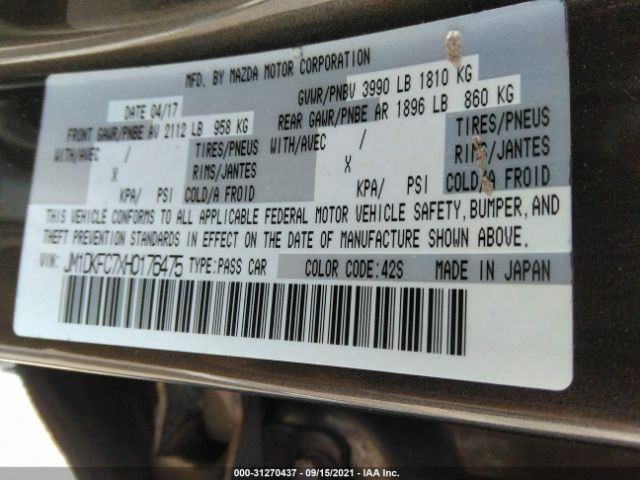 MFD. BY MAZDA MOTOR CORPORATION
DATE 04/17 GVWR/PNBV 3990 LB 1810 KG
FRONT GAWR/PNBE AV 2112 LB 958 KG REAR GAWR/PNBE AR 1896 LB 860 KG
WITH/AVEC / TIRES/PNEUS WITH/AVEC / TIRES/PNEUS
X RIMS/JANTES X RIMS/JANTES
KPA/ PSI COLD/A FROID KPA/ PSI COLD/A FROID
THIS VEHICLE CONFORMS TO ALL APPLICABLE FEDERAL MOTOR VEHICLE SAFETY, BUMPER, AND
THEFT PREVENTION STANDARDS IN EFFECT ON THE DATE OF MANUFACTURE SHOWN ABOVE.
VIN: JM1DKFC7XH0176475 TYPE:PASS CAR COLOR CODE:42S MADE IN JAPAN
000-31270437 - 09/15/2021 - IAA Inc.